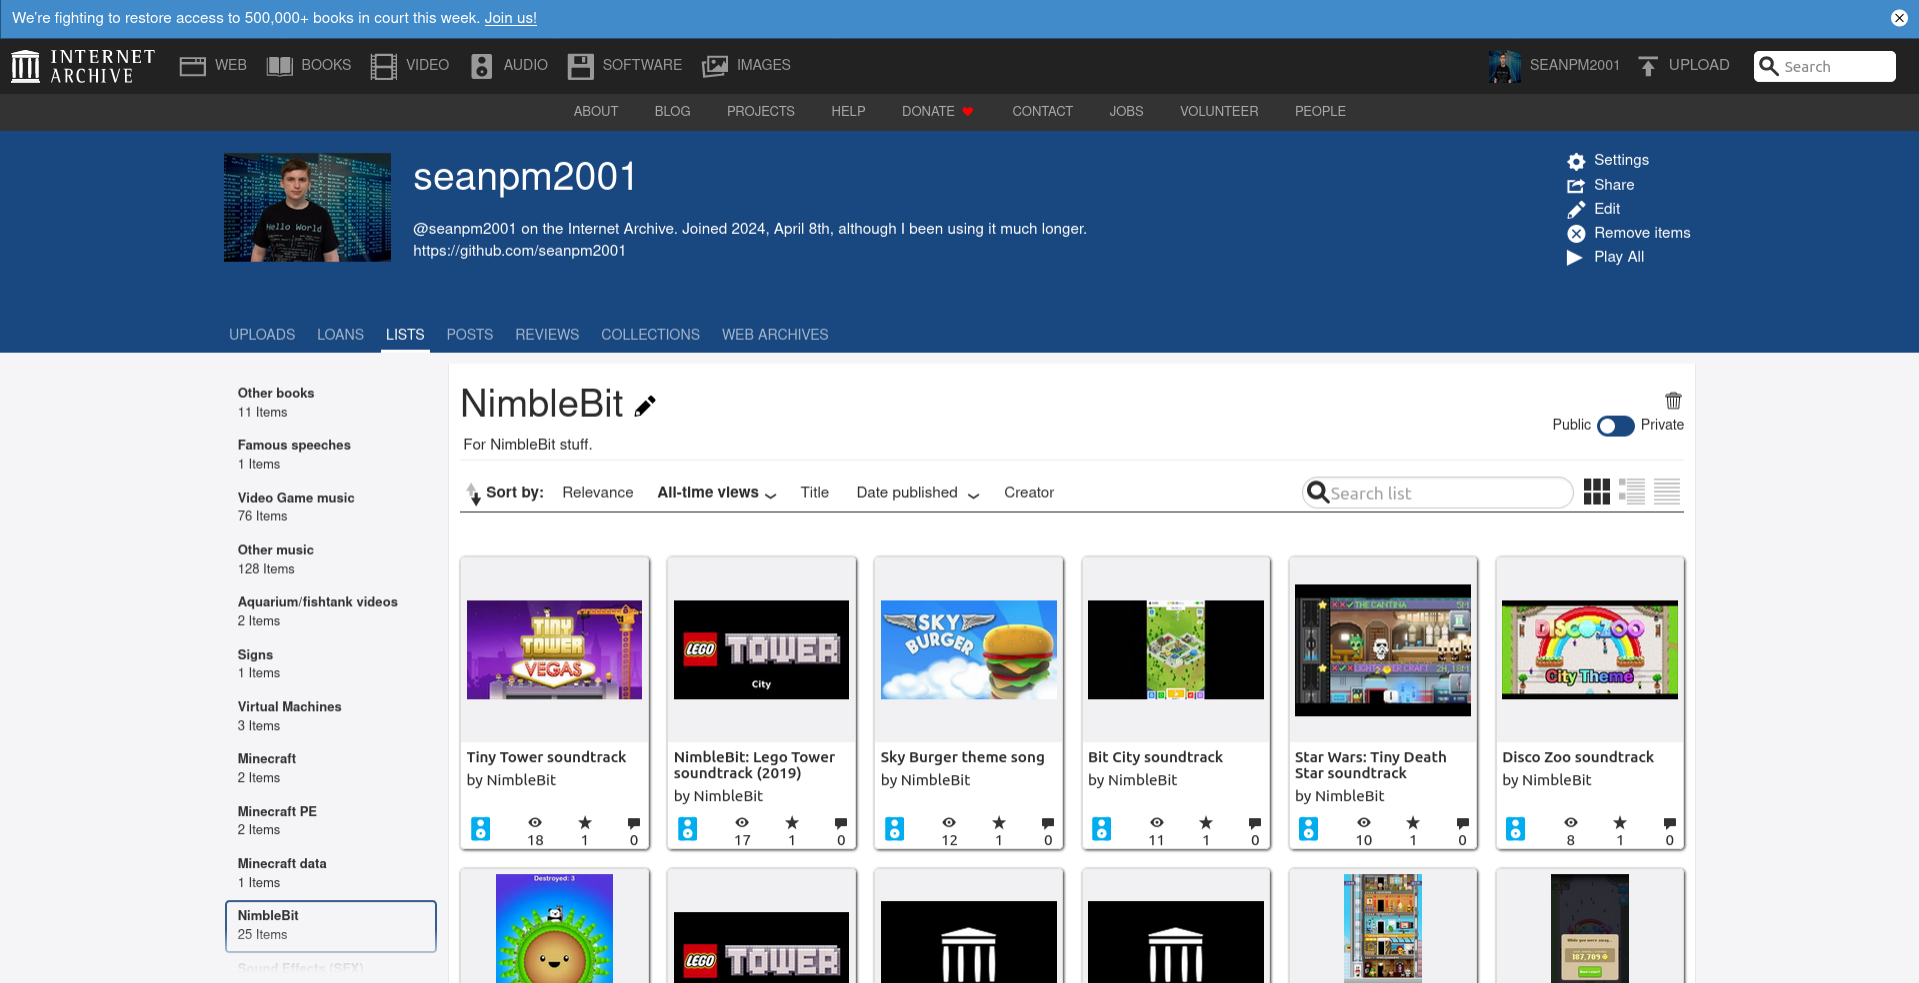 We're fighting to restore access to 500,000+ books in court this week. Join us!
INTERNET ARCHIVE
WEB
BOOKS
VIDEO
AUDIO
SOFTWARE
IMAGES
SEANPM2001
UPLOAD
Search
ABOUT
BLOG
PROJECTS
HELP
DONATE
CONTACT
JOBS
VOLUNTEER
PEOPLE
Hello World
seanpm2001
@seanpm2001 on the Internet Archive. Joined 2024, April 8th, although I been using it much longer.
https://github.com/seanpm2001
Settings
Share
Edit
Remove items
Play All
UPLOADS
LOANS
LISTS
POSTS
REVIEWS
COLLECTIONS
WEB ARCHIVES
Other books
11 Items
Famous speeches
1 Items
Video Game music
76 Items
Other music
128 Items
Aquarium/fishtank videos
2 Items
Signs
1 Items
Virtual Machines
3 Items
Minecraft
2 Items
Minecraft PE
2 Items
Minecraft data
1 Items
NimbleBit
25 Items
Sound Effects (SFX)
NimbleBit
For NimbleBit stuff.
Public
Private
Sort by:
Relevance
All-time views
Title
Date published
Creator
Search list
TINY
TOWER
VEGAS
Tiny Tower soundtrack
by NimbleBit
18
1
0
LEGO TOWER
City
NimbleBit: Lego Tower
soundtrack (2019)
by NimbleBit
17
1
0
SKY
BURGER
Sky Burger theme song
by NimbleBit
12
1
0
Bit City soundtrack
by NimbleBit
11
1
0
THE CANTINA
5M
LIGHTSABER CRAFT
2H, 18M
Star Wars: Tiny Death
Star soundtrack
by NimbleBit
10
1
0
DISCO ZOO
City Theme
Disco Zoo soundtrack
by NimbleBit
8
1
0
Destroyed: 3
LEGO TOWER
While you were away...
187,709